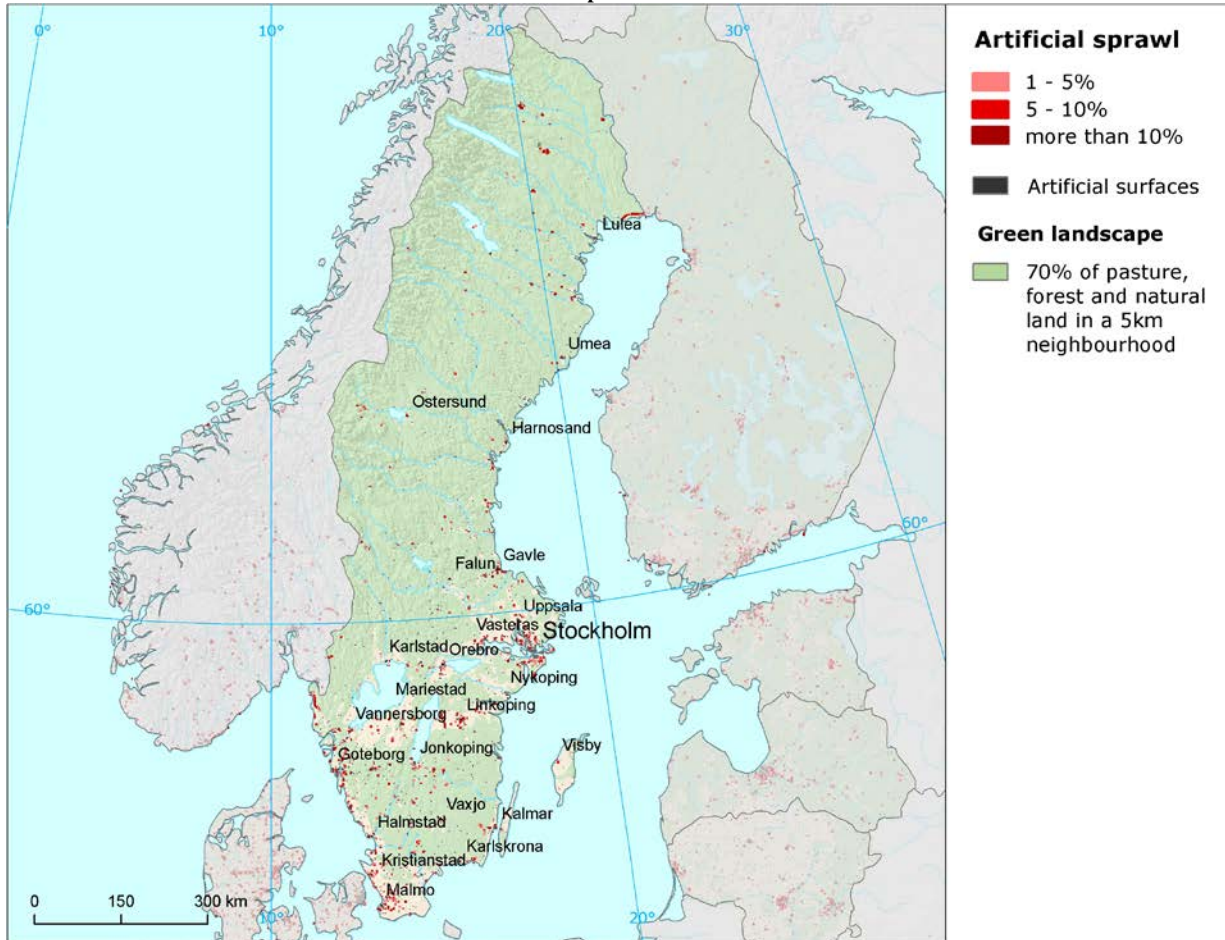 0°
10°
20°
30°
Lulea
Umea
Ostersund
Harnosand
60°
Falun
Gavle
60°
Uppsala
Vasteras
Stockholm
Karlstad
Orebro
Nykoping
Mariestad
Linkoping
Vannersborg
Goteborg
Jonkoping
Visby
Vaxjo
Kalmar
Halmstad
Karlskrona
Kristianstad
Malmo
0 150 300 km
10°
20°
Artificial sprawl
1 - 5%
5 - 10%
more than 10%
Artificial surfaces
Green landscape
70% of pasture,
forest and natural
land in a 5km
neighbourhood